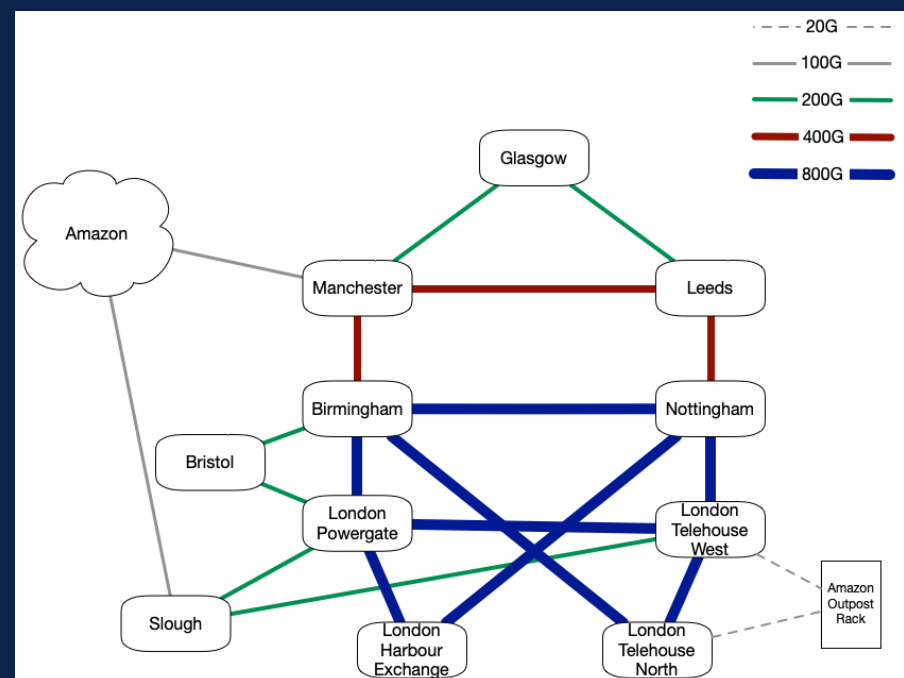 20G
100G
200G
400G
800G
Glasgow
Amazon
Manchester
Leeds
Birmingham
Nottingham
Bristol
London
Powergate
London
Telehouse
West
Amazon
Outpost
Rack
Slough
London
Harbour
Exchange
London
Telehouse
North